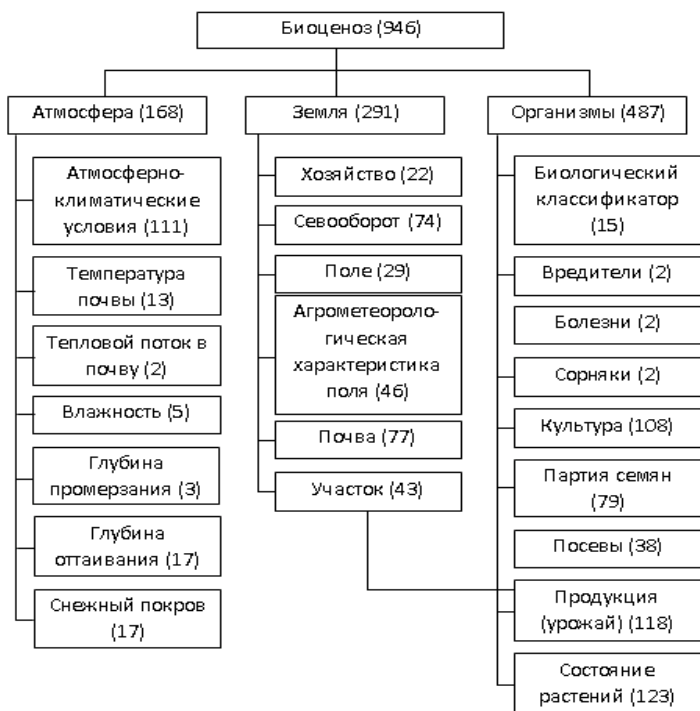 Биоценоз (946)
Атмосфера (168)
Атмосферно-
климатические
условия (111)
Температура
почвы (13)
Тепловой поток в
почву (2)
Влажность (5)
Глубина
промерзания (3)
Глубина
оттаивания (17)
Снежный покров
(17)
Земля (291)
Хозяйство (22)
Севооборот (74)
Поле (29)
Агрометеороло-
гическая
характеристика
поля (46)
Почва (77)
Участок (43)
Организмы (487)
Биологический
классификатор
(15)
Вредители (2)
Болезни (2)
Сорняки (2)
Культура (108)
Партия семян
(79)
Посевы (38)
Продукция
(урожай) (118)
Состояние
растений (123)